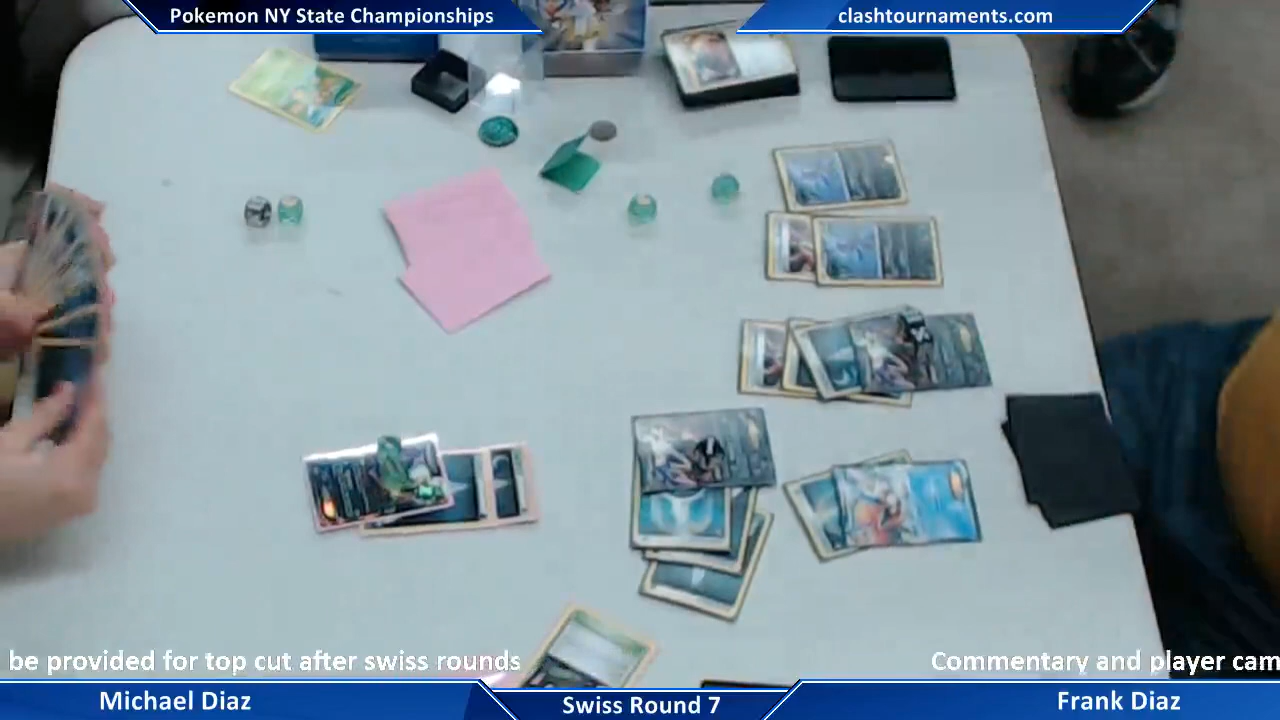 Pokemon NY State Championships
clashtournaments.com
be provided for top cut after swiss rounds
Commentary and player cam
Michael Diaz
Swiss Round 7
Frank Diaz